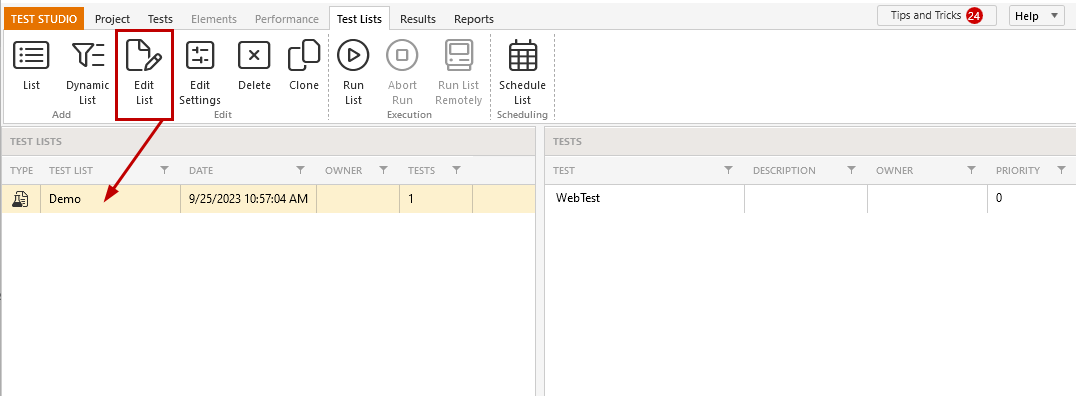 TEST STUDIO Project Tests Elements Performance Test Lists Results Reports Tips and Tricks 24 Help
List Dynamic List Edit List Edit Settings Delete Clone Run List Abort Run Run List Remotely Schedule List
Add Edit Execution Scheduling
TEST LISTS TESTS
TYPE TEST LIST DATE OWNER TESTS TEST DESCRIPTION OWNER PRIORITY
Demo 9/25/2023 10:57:04 AM 1 WebTest 0